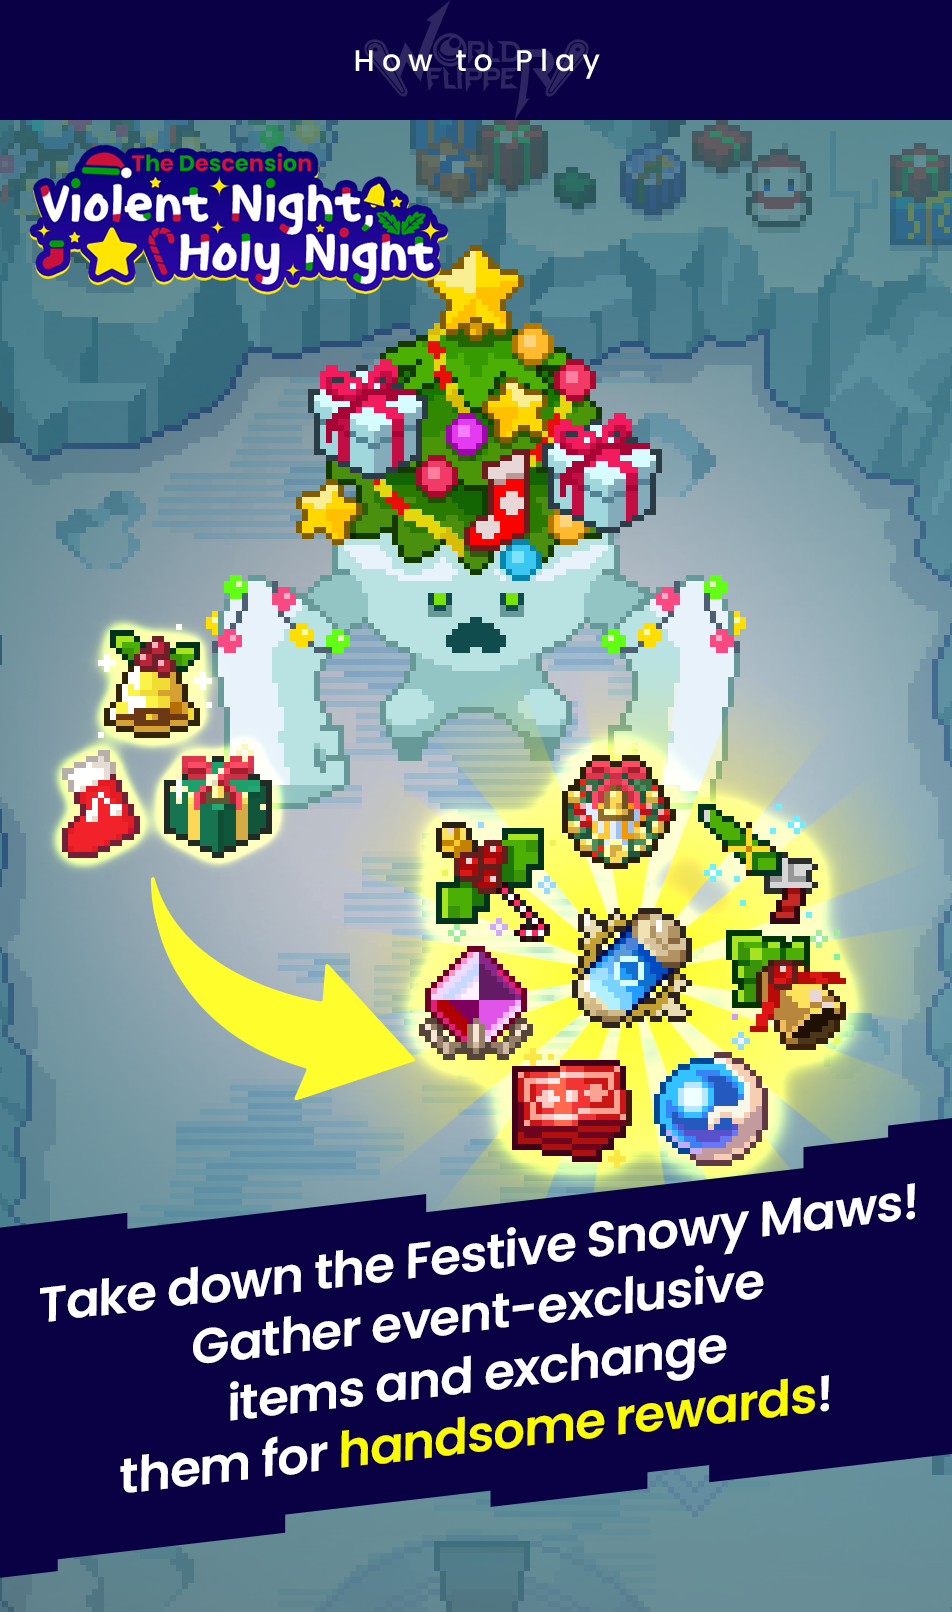 WORLD
FLIPPER
How to Play
The Descension
Violent Night,
Holy Night
Take down the Festive Snowy Maws!
Gather event-exclusive
items and exchange
them for handsome rewards!